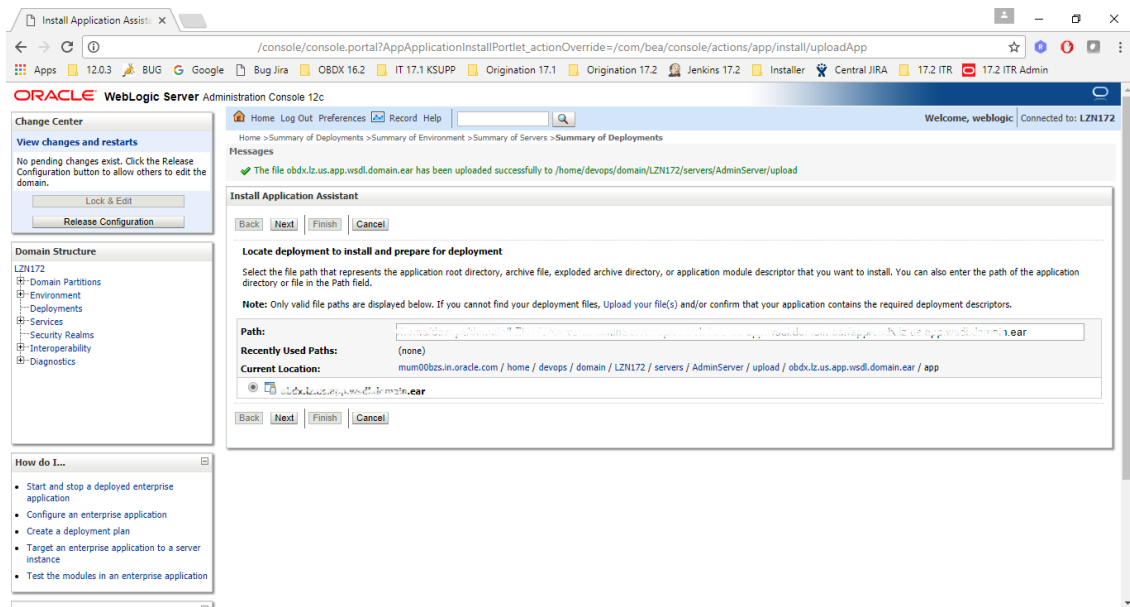 Install Application Assista
/console/console.portal?AppApplicationInstallPortlet_actionOverride=/com/bea/console/actions/app/install/uploadApp
Apps 12.0.3 BUG Google Bug Jira OBDX 16.2 IT 17.1 KSUPP Origination 17.1 Origination 17.2 Jenkins 17.2 Installer Central JIRA 17.2 ITR 17.2 ITR Admin
ORACLE WebLogic Server Administration Console 12c
Change Center
View changes and restarts
No pending changes exist. Click the Release
Configuration button to allow others to edit the
domain.
Lock & Edit
Release Configuration
Domain Structure
LZN172
Domain Partitions
Environment
Deployments
Services
Security Realms
Interoperability
Diagnostics
How do I...
Start and stop a deployed enterprise
application
Configure an enterprise application
Create a deployment plan
Target an enterprise application to a server
instance
Test the modules in an enterprise application
Home Log Out Preferences Record Help
Welcome, weblogic Connected to: LZN172
Home >Summary of Deployments >Summary of Environment >Summary of Servers >Summary of Deployments
Messages
The file obdx.lz.us.app.wsdl.domain.ear has been uploaded successfully to /home/devops/domain/LZN172/servers/AdminServer/upload
Install Application Assistant
Back Next Finish Cancel
Locate deployment to install and prepare for deployment
Select the file path that represents the application root directory, archive file, exploded archive directory, or application module descriptor that you want to install. You can also enter the path of the application
directory or file in the Path field.
Note: Only valid file paths are displayed below. If you cannot find your deployment files, Upload your file(s) and/or confirm that your application contains the required deployment descriptors.
Path:
Recently Used Paths: (none)
Current Location: mum00bzs.in.oracle.com / home / devops / domain / LZN172 / servers / AdminServer / upload / obdx.lz.us.app.wsdl.domain.ear / app
obdx.lz.us.app.wsdl.domain.ear
Back Next Finish Cancel